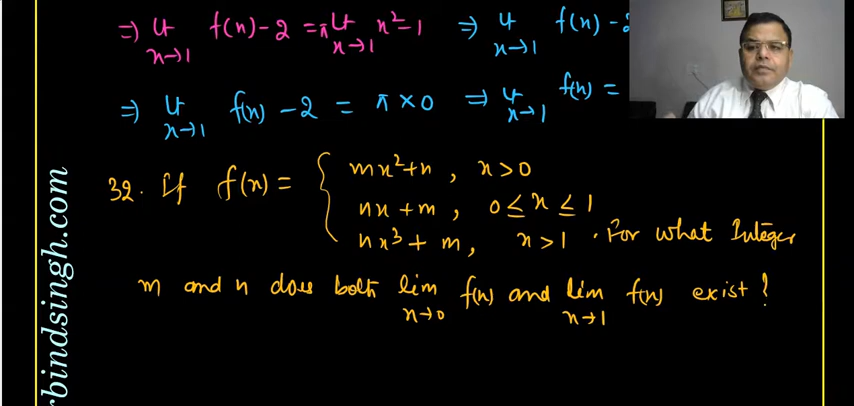 ⇒ Lt x→1 f(x) - 2 = π Lt x→1 x² - 1 ⇒ Lt x→1 f(x) - 2
⇒ Lt x→1 f(x) - 2 = π × 0 ⇒ Lt x→1 f(x) =
32. If f(x) = { mx² + n , x > 0
nx + m , 0 ≤ x ≤ 1
nx³ + m , x > 1 . For what Integer
m and n does both lim x→0 f(x) and lim x→1 f(x) exist ?
rbindsingh.com